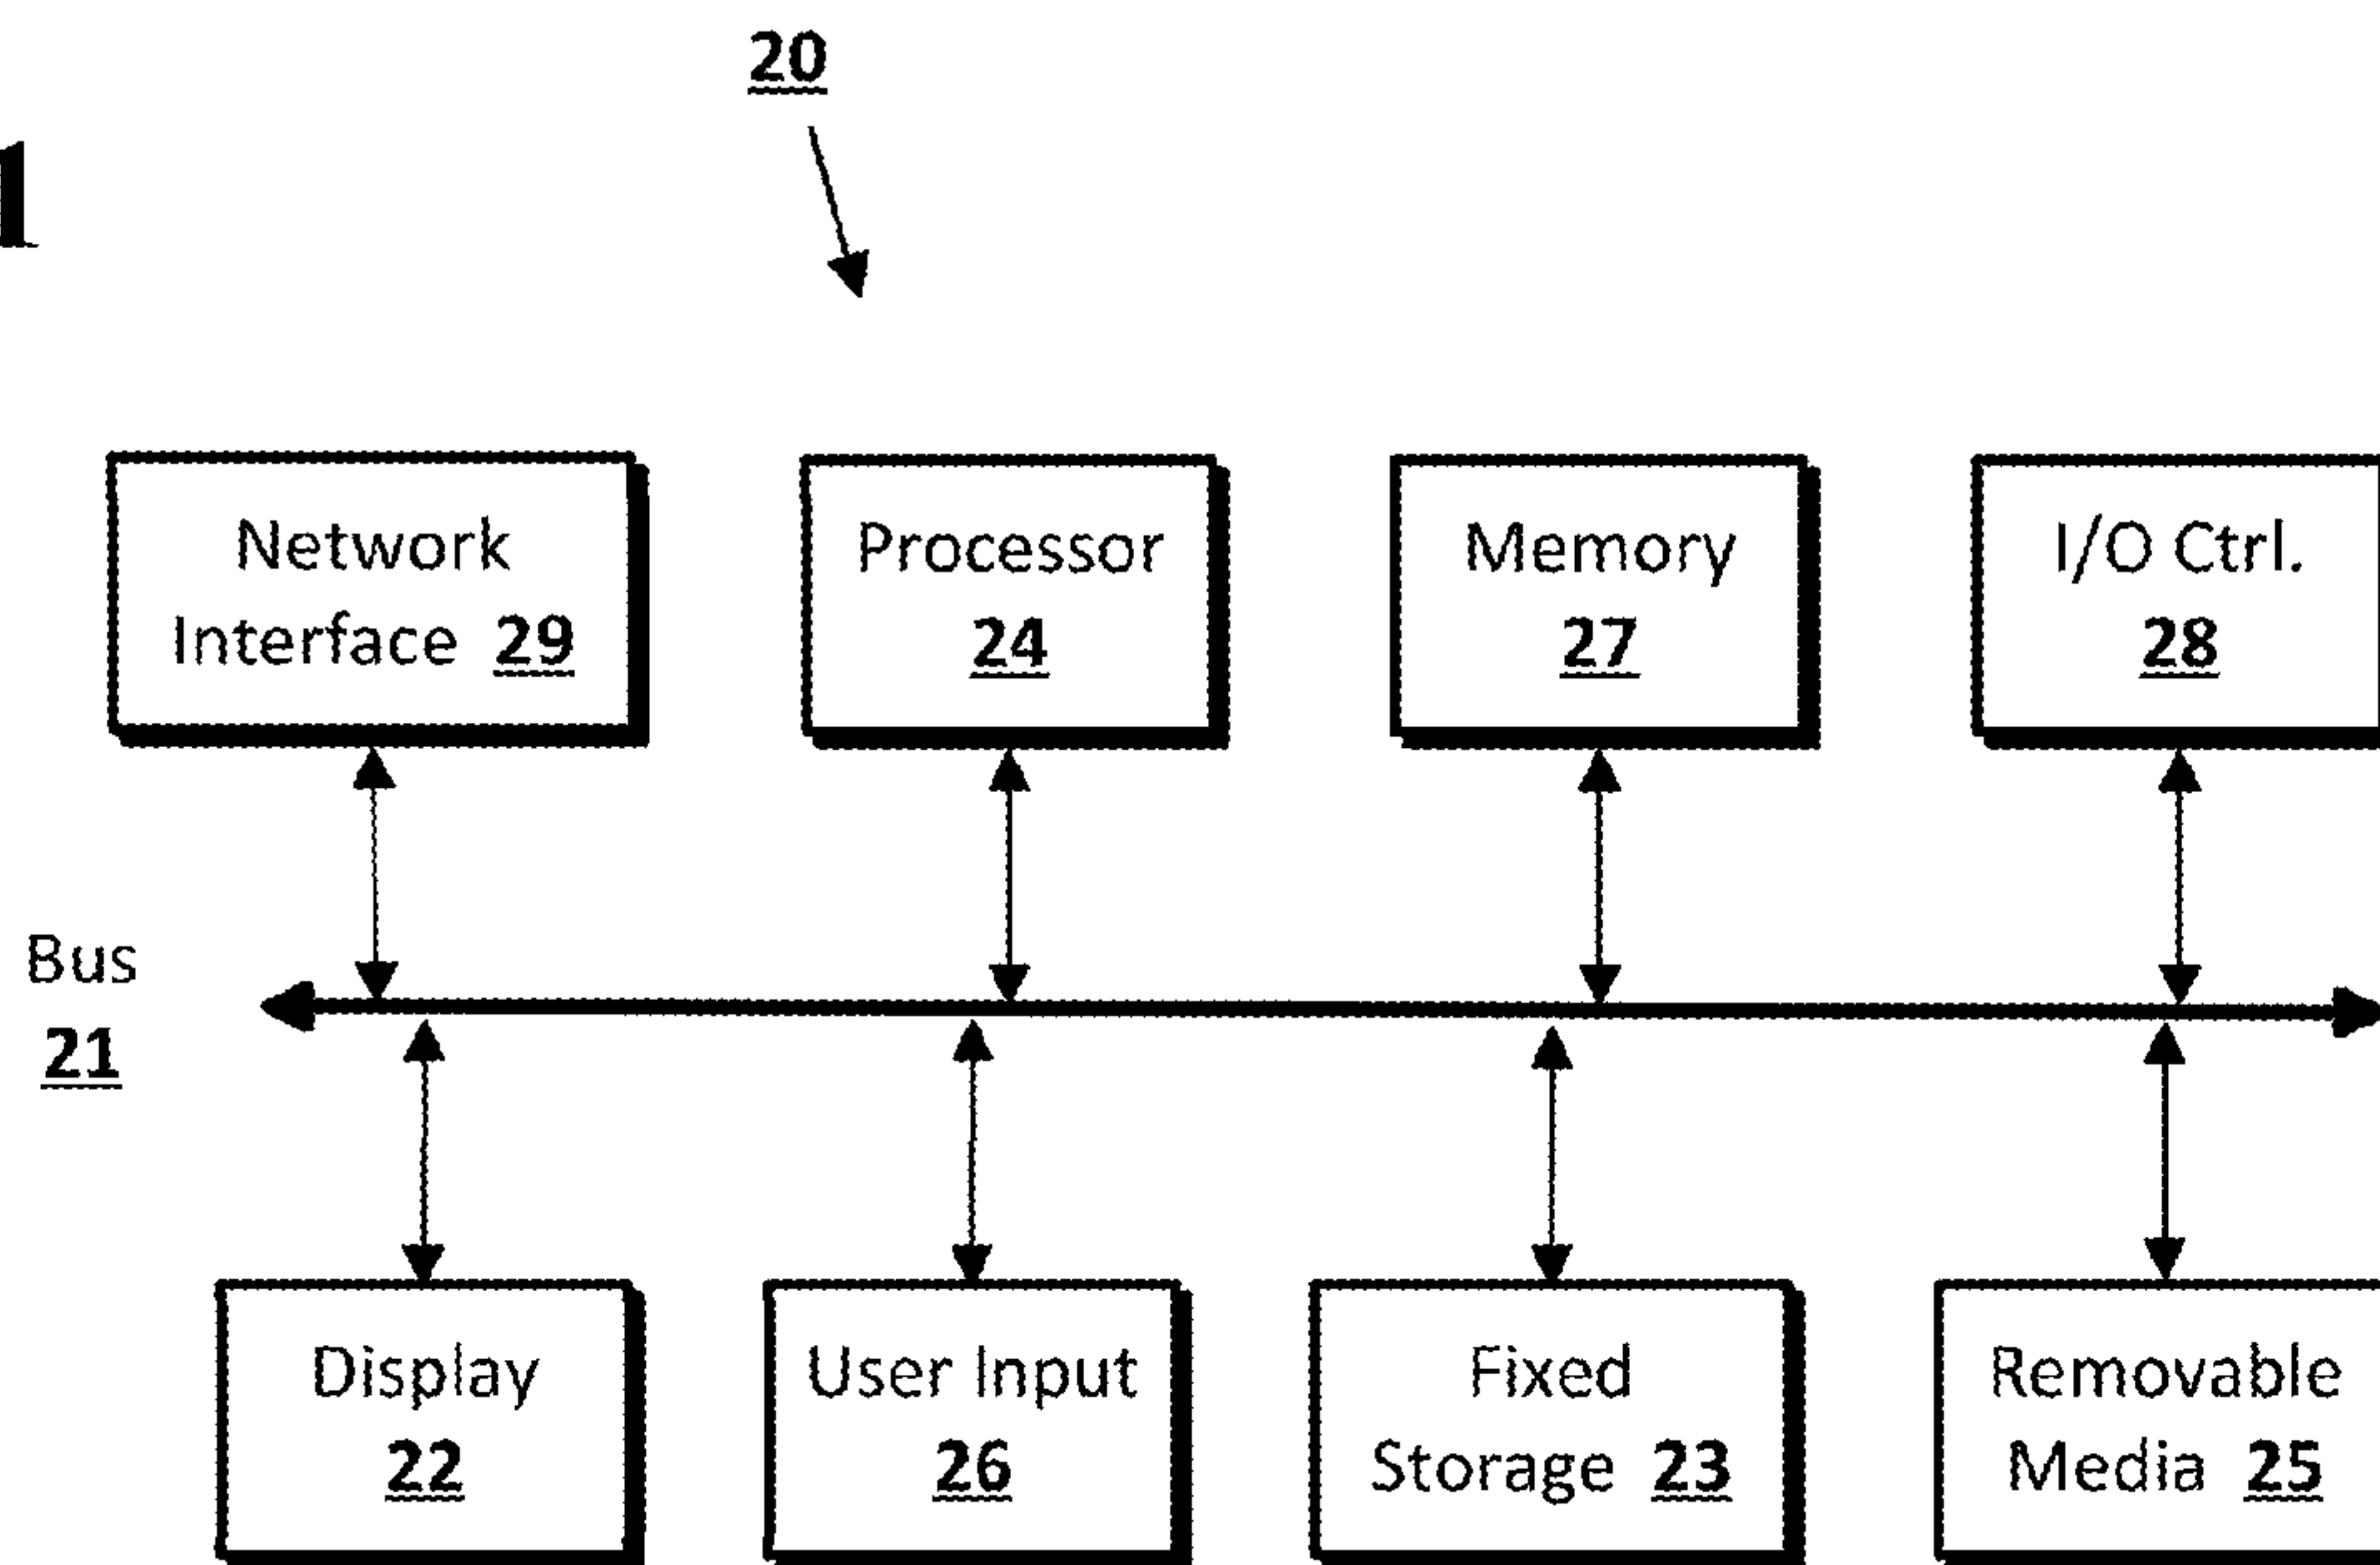 20
1
Network
Interface 29
Processor
24
Memory
27
I/O Ctrl.
28
Bus
21
Display
22
User Input
26
Fixed
Storage 23
Removable
Media 25